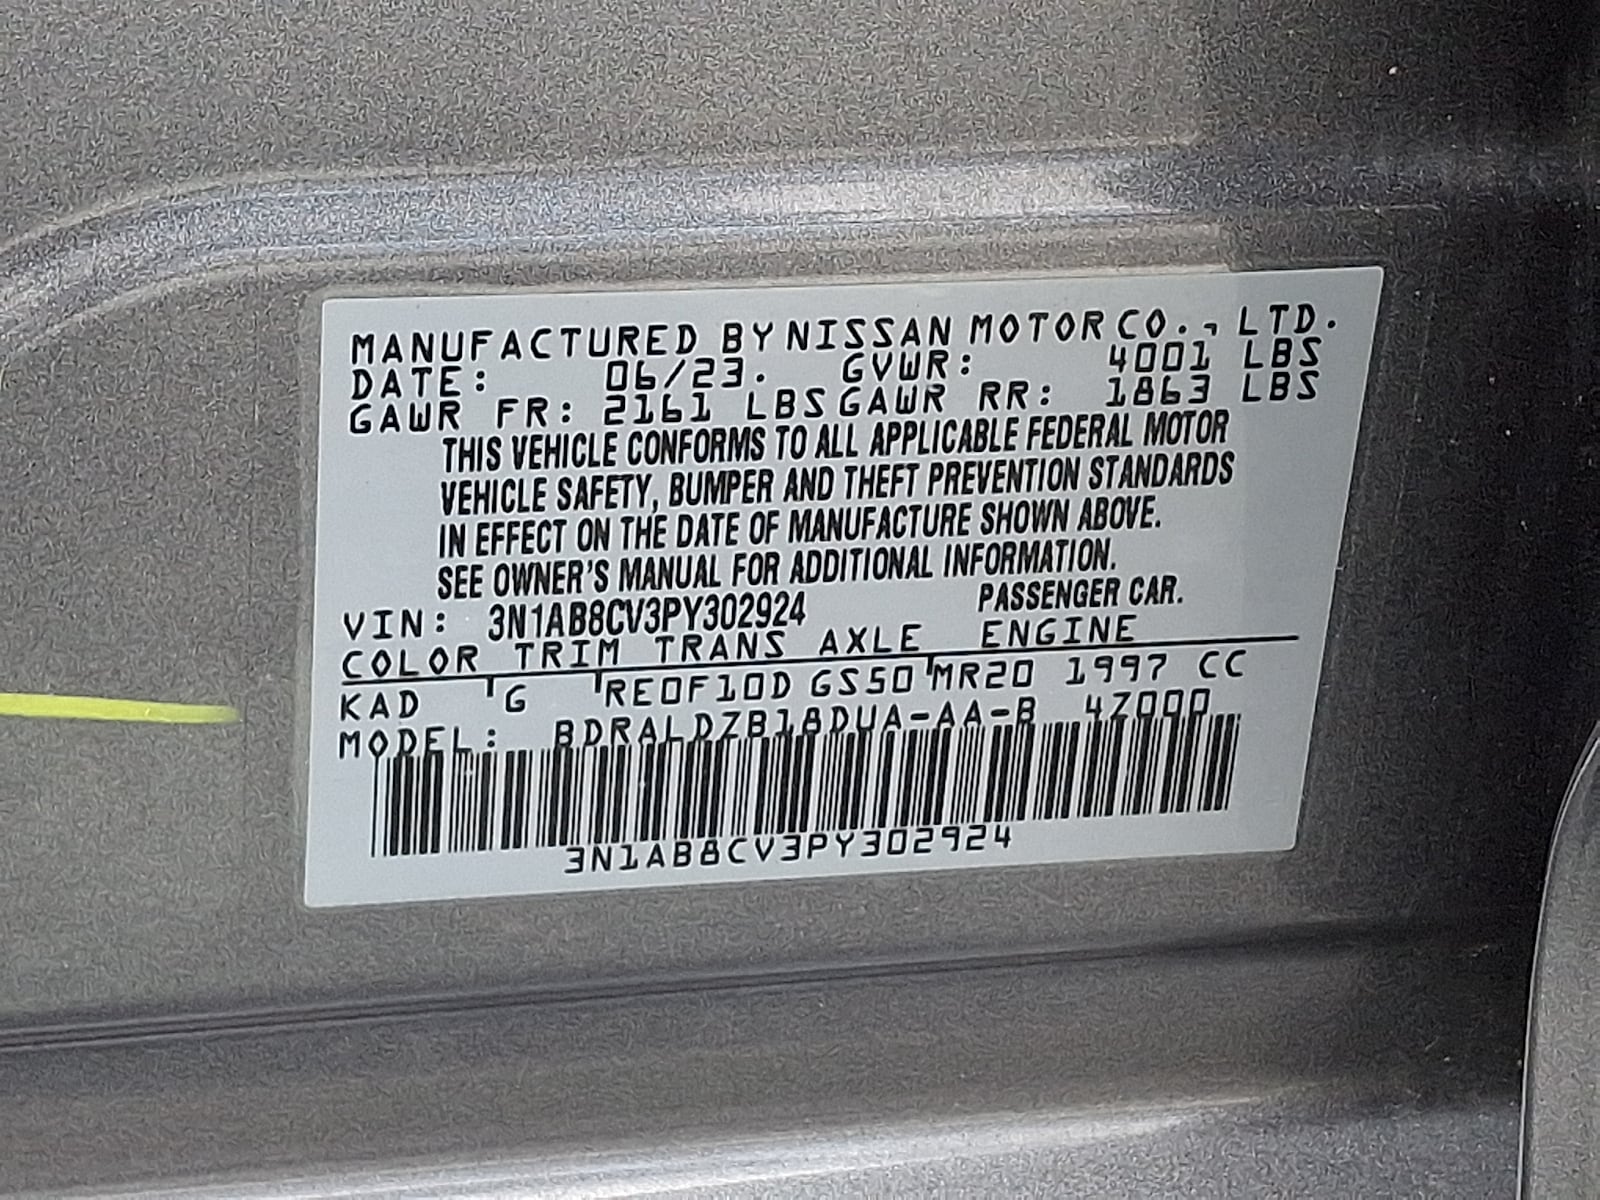 MANUFACTURED BY NISSAN MOTOR CO., LTD.
DATE: 06/23. GVWR: 4001 LBS
GAWR FR: 2161 LBS GAWR RR: 1863 LBS
THIS VEHICLE CONFORMS TO ALL APPLICABLE FEDERAL MOTOR
VEHICLE SAFETY, BUMPER AND THEFT PREVENTION STANDARDS
IN EFFECT ON THE DATE OF MANUFACTURE SHOWN ABOVE.
SEE OWNER'S MANUAL FOR ADDITIONAL INFORMATION.
VIN: 3N1AB8CV3PY302924 PASSENGER CAR.
COLOR TRIM TRANS AXLE ENGINE
KAD G RE0F10D GS50 MR20 1997 CC
MODEL: BDRALDZB18DUA-AA-B 4Z000
3N1AB8CV3PY302924